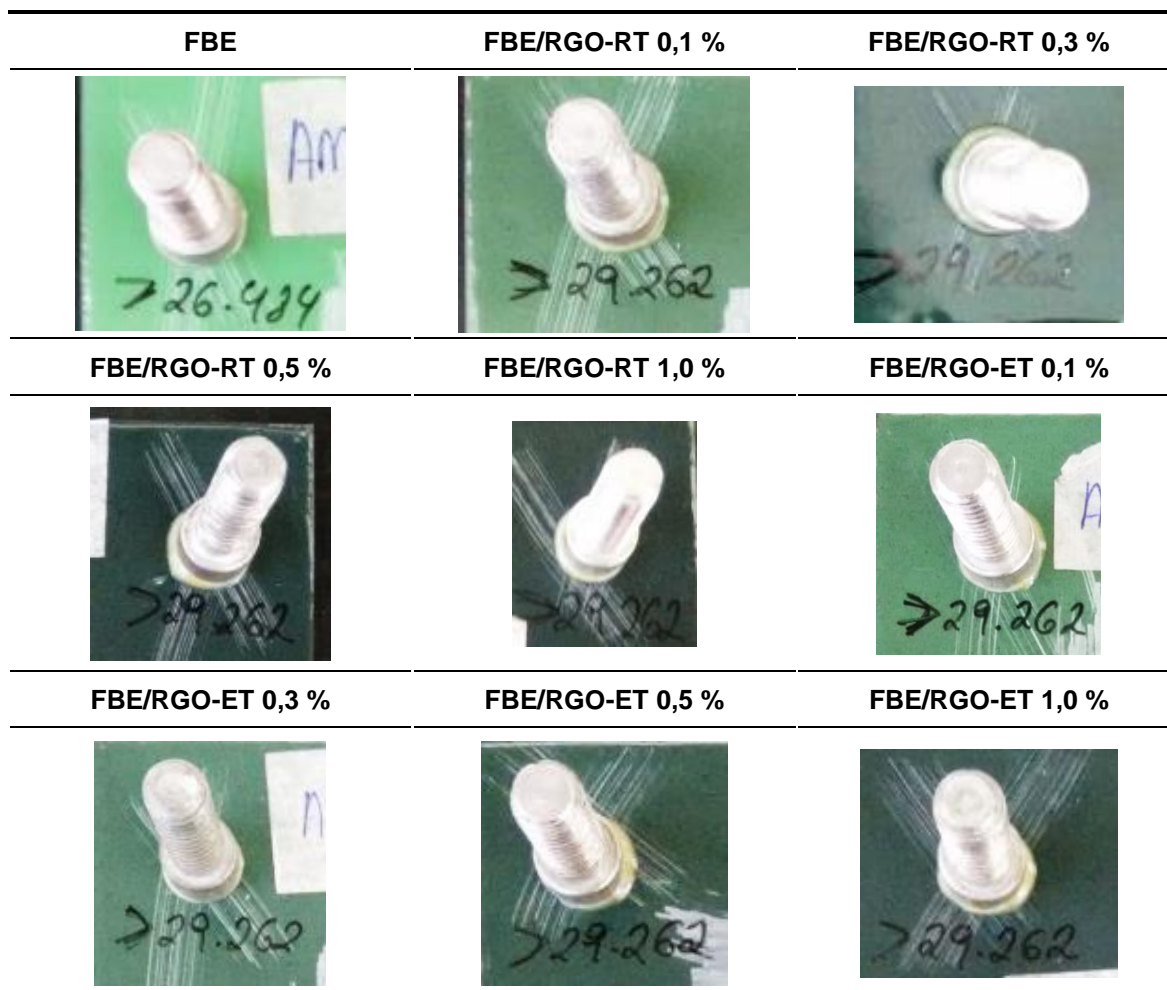 FBE
FBE/RGO-RT 0,1 %
FBE/RGO-RT 0,3 %
AM
>26.484
>29.262
>29.262
FBE/RGO-RT 0,5 %
FBE/RGO-RT 1,0 %
FBE/RGO-ET 0,1 %
A
>29.262
>29.262
>29.262
FBE/RGO-ET 0,3 %
FBE/RGO-ET 0,5 %
FBE/RGO-ET 1,0 %
>29.262
>29.262
>29.262